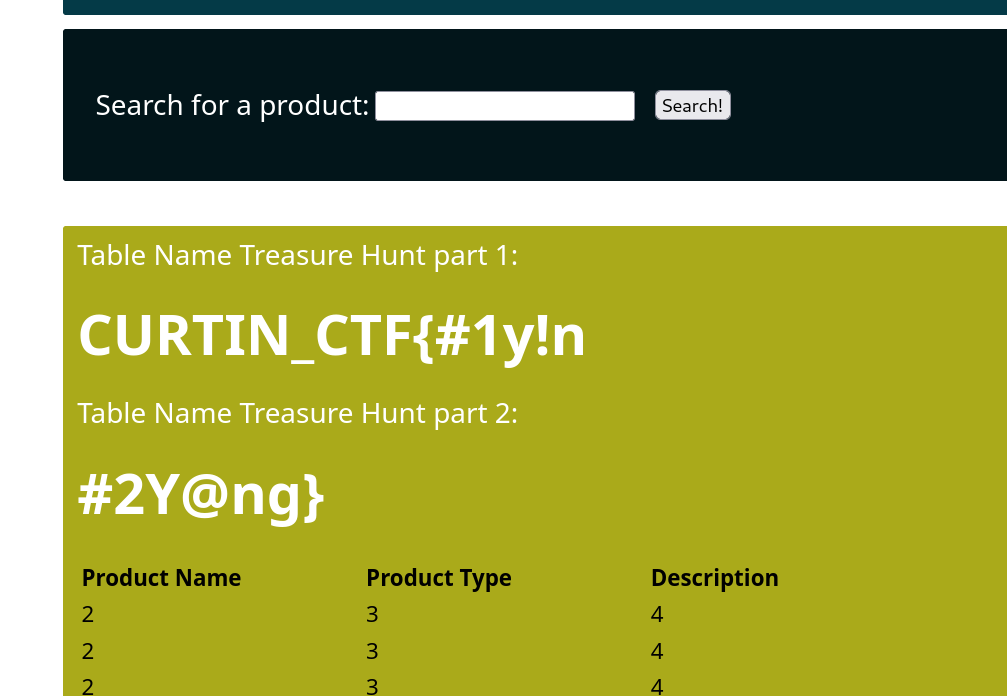 Search for a product: Search!
Table Name Treasure Hunt part 1:
CURTIN_CTF{#1y!n
Table Name Treasure Hunt part 2:
#2Y@ng}
Product Name Product Type Description
2 3 4
2 3 4
2 3 4